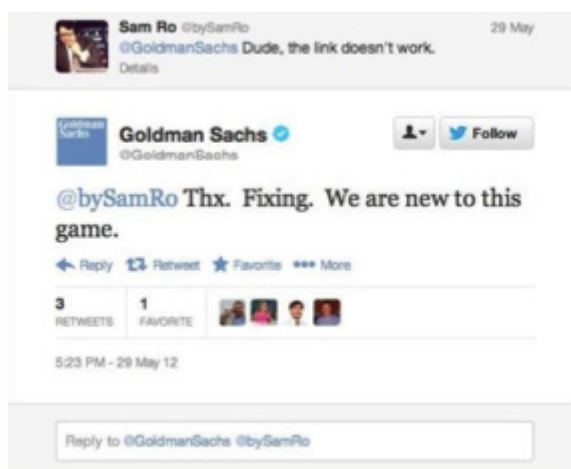 Sam Ro @bySamRo 29 May
@GoldmanSachs Dude, the link doesn't work.
Details
Goldman Sachs
Goldman Sachs Follow
@GoldmanSachs
@bySamRo Thx. Fixing. We are new to this
game.
Reply Retweet Favorite More
3 1
RETWEETS FAVORITE
5:23 PM - 29 May 12
Reply to @GoldmanSachs @bySamRo